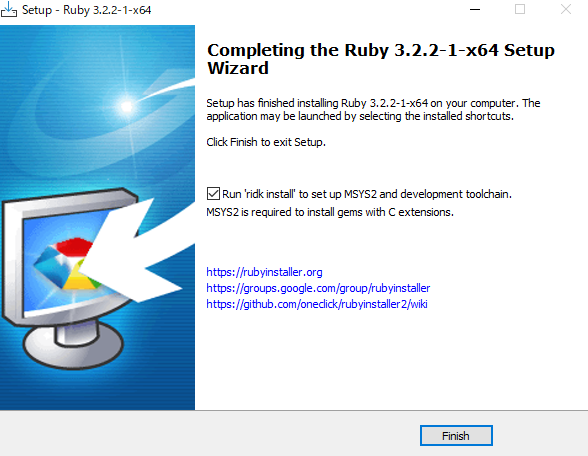 Setup - Ruby 3.2.2-1-x64
Completing the Ruby 3.2.2-1-x64 Setup
Wizard
Setup has finished installing Ruby 3.2.2-1-x64 on your computer. The
application may be launched by selecting the installed shortcuts.
Click Finish to exit Setup.
Run 'ridk install' to set up MSYS2 and development toolchain.
MSYS2 is required to install gems with C extensions.
https://rubyinstaller.org
https://groups.google.com/group/rubyinstaller
https://github.com/oneclick/rubyinstaller2/wiki
Finish